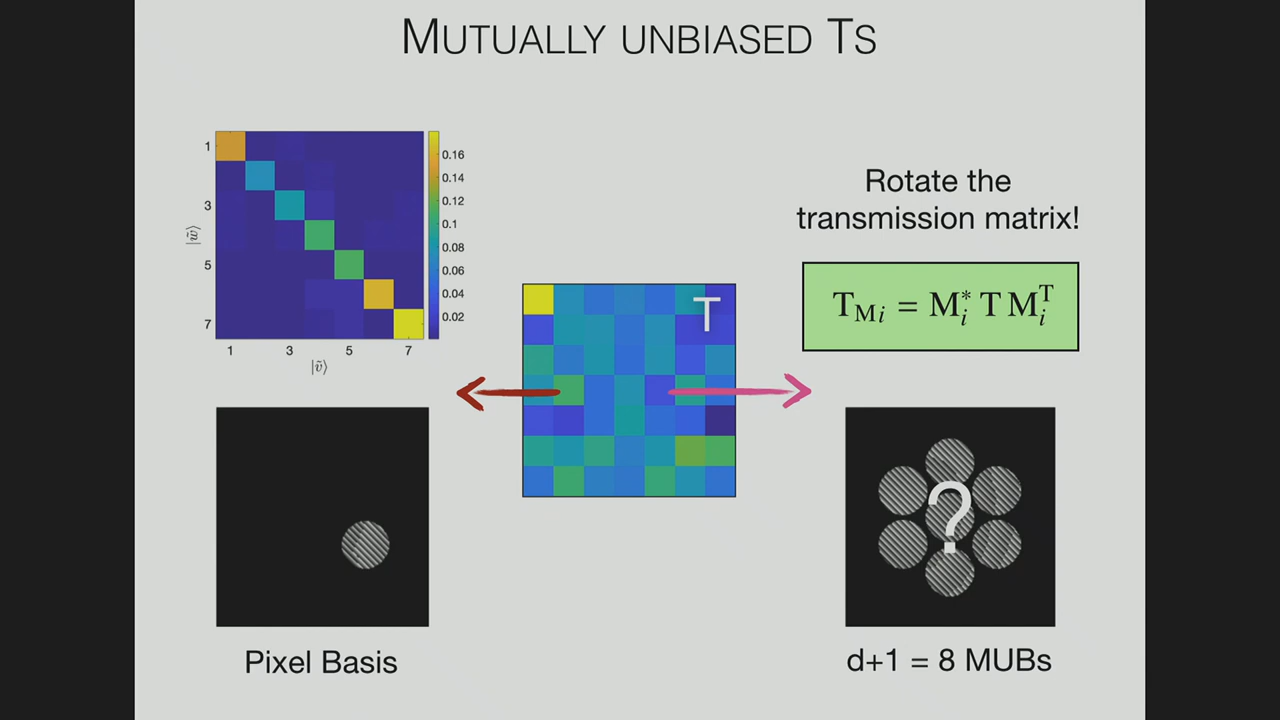 MUTUALLY UNBIASED TS
1
3
5
7
|w̃⟩
1 3 5 7
|ṽ⟩
0.16
0.14
0.12
0.1
0.08
0.06
0.04
0.02
T
Rotate the
transmission matrix!
T_{Mi} = M_i^* T M_i^T
?
Pixel Basis
d+1 = 8 MUBs